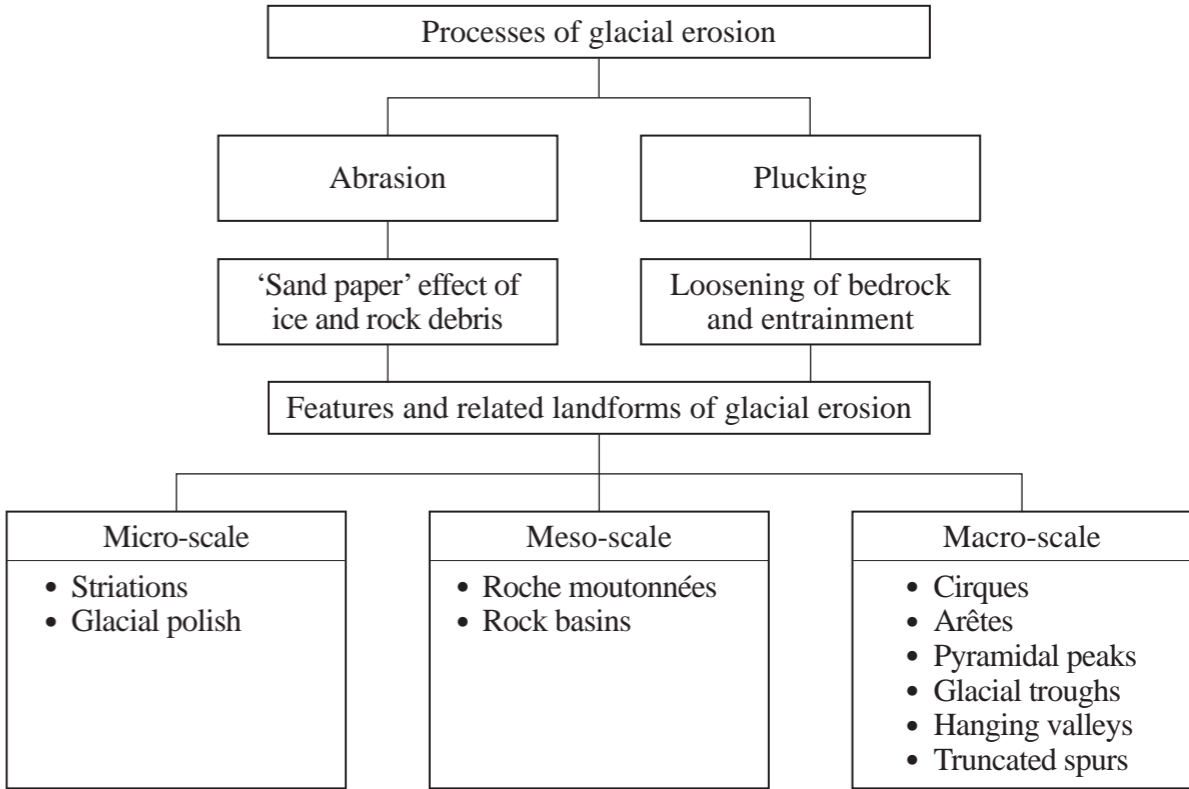 Processes of glacial erosion
Abrasion
Plucking
‘Sand paper’ effect of
ice and rock debris
Loosening of bedrock
and entrainment
Features and related landforms of glacial erosion
Micro-scale
• Striations
• Glacial polish
Meso-scale
• Roche moutonnées
• Rock basins
Macro-scale
• Cirques
• Arêtes
• Pyramidal peaks
• Glacial troughs
• Hanging valleys
• Truncated spurs